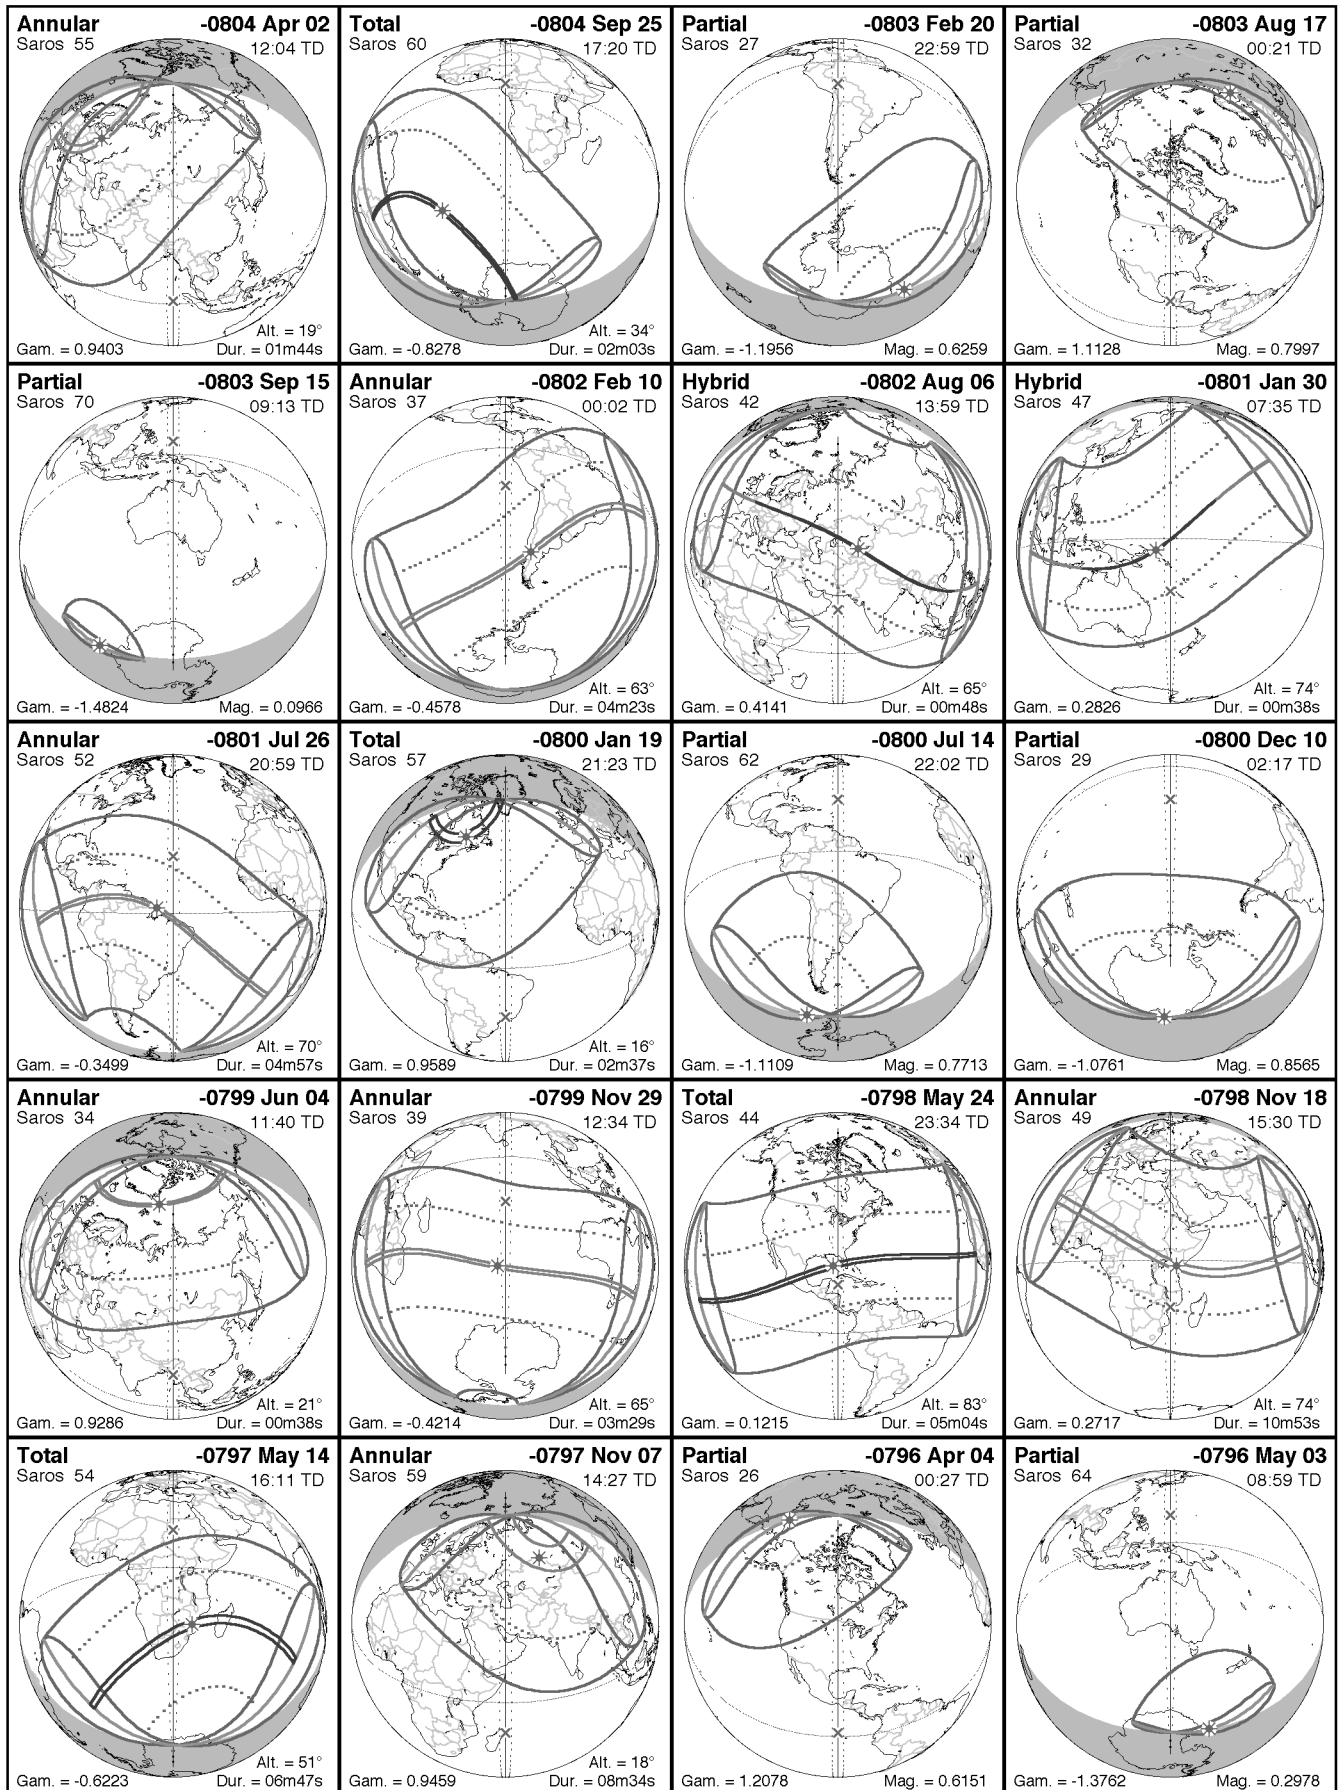 Annular -0804 Apr 02
Saros 55 12:04 TD
Alt. = 19°
Gam. = 0.9403 Dur. = 01m44s
Total -0804 Sep 25
Saros 60 17:20 TD
Alt. = 34°
Gam. = -0.8278 Dur. = 02m03s
Partial -0803 Feb 20
Saros 27 22:59 TD
Gam. = -1.1956 Mag. = 0.6259
Partial -0803 Aug 17
Saros 32 00:21 TD
Gam. = 1.1128 Mag. = 0.7997
Partial -0803 Sep 15
Saros 70 09:13 TD
Gam. = -1.4824 Mag. = 0.0966
Annular -0802 Feb 10
Saros 37 00:02 TD
Alt. = 63°
Gam. = -0.4578 Dur. = 04m23s
Hybrid -0802 Aug 06
Saros 42 13:59 TD
Alt. = 65°
Gam. = 0.4141 Dur. = 00m48s
Hybrid -0801 Jan 30
Saros 47 07:35 TD
Alt. = 74°
Gam. = 0.2826 Dur. = 00m38s
Annular -0801 Jul 26
Saros 52 20:59 TD
Alt. = 70°
Gam. = -0.3499 Dur. = 04m57s
Total -0800 Jan 19
Saros 57 21:23 TD
Alt. = 16°
Gam. = 0.9589 Dur. = 02m37s
Partial -0800 Jul 14
Saros 62 22:02 TD
Gam. = -1.1109 Mag. = 0.7713
Partial -0800 Dec 10
Saros 29 02:17 TD
Gam. = -1.0761 Mag. = 0.8565
Annular -0799 Jun 04
Saros 34 11:40 TD
Alt. = 21°
Gam. = 0.9286 Dur. = 00m38s
Annular -0799 Nov 29
Saros 39 12:34 TD
Alt. = 65°
Gam. = -0.4214 Dur. = 03m29s
Total -0798 May 24
Saros 44 23:34 TD
Alt. = 83°
Gam. = 0.1215 Dur. = 05m04s
Annular -0798 Nov 18
Saros 49 15:30 TD
Alt. = 74°
Gam. = 0.2717 Dur. = 10m53s
Total -0797 May 14
Saros 54 16:11 TD
Alt. = 51°
Gam. = -0.6223 Dur. = 06m47s
Annular -0797 Nov 07
Saros 59 14:27 TD
Alt. = 18°
Gam. = 0.9459 Dur. = 08m34s
Partial -0796 Apr 04
Saros 26 00:27 TD
Gam. = 1.2078 Mag. = 0.6151
Partial -0796 May 03
Saros 64 08:59 TD
Gam. = -1.3762 Mag. = 0.2978